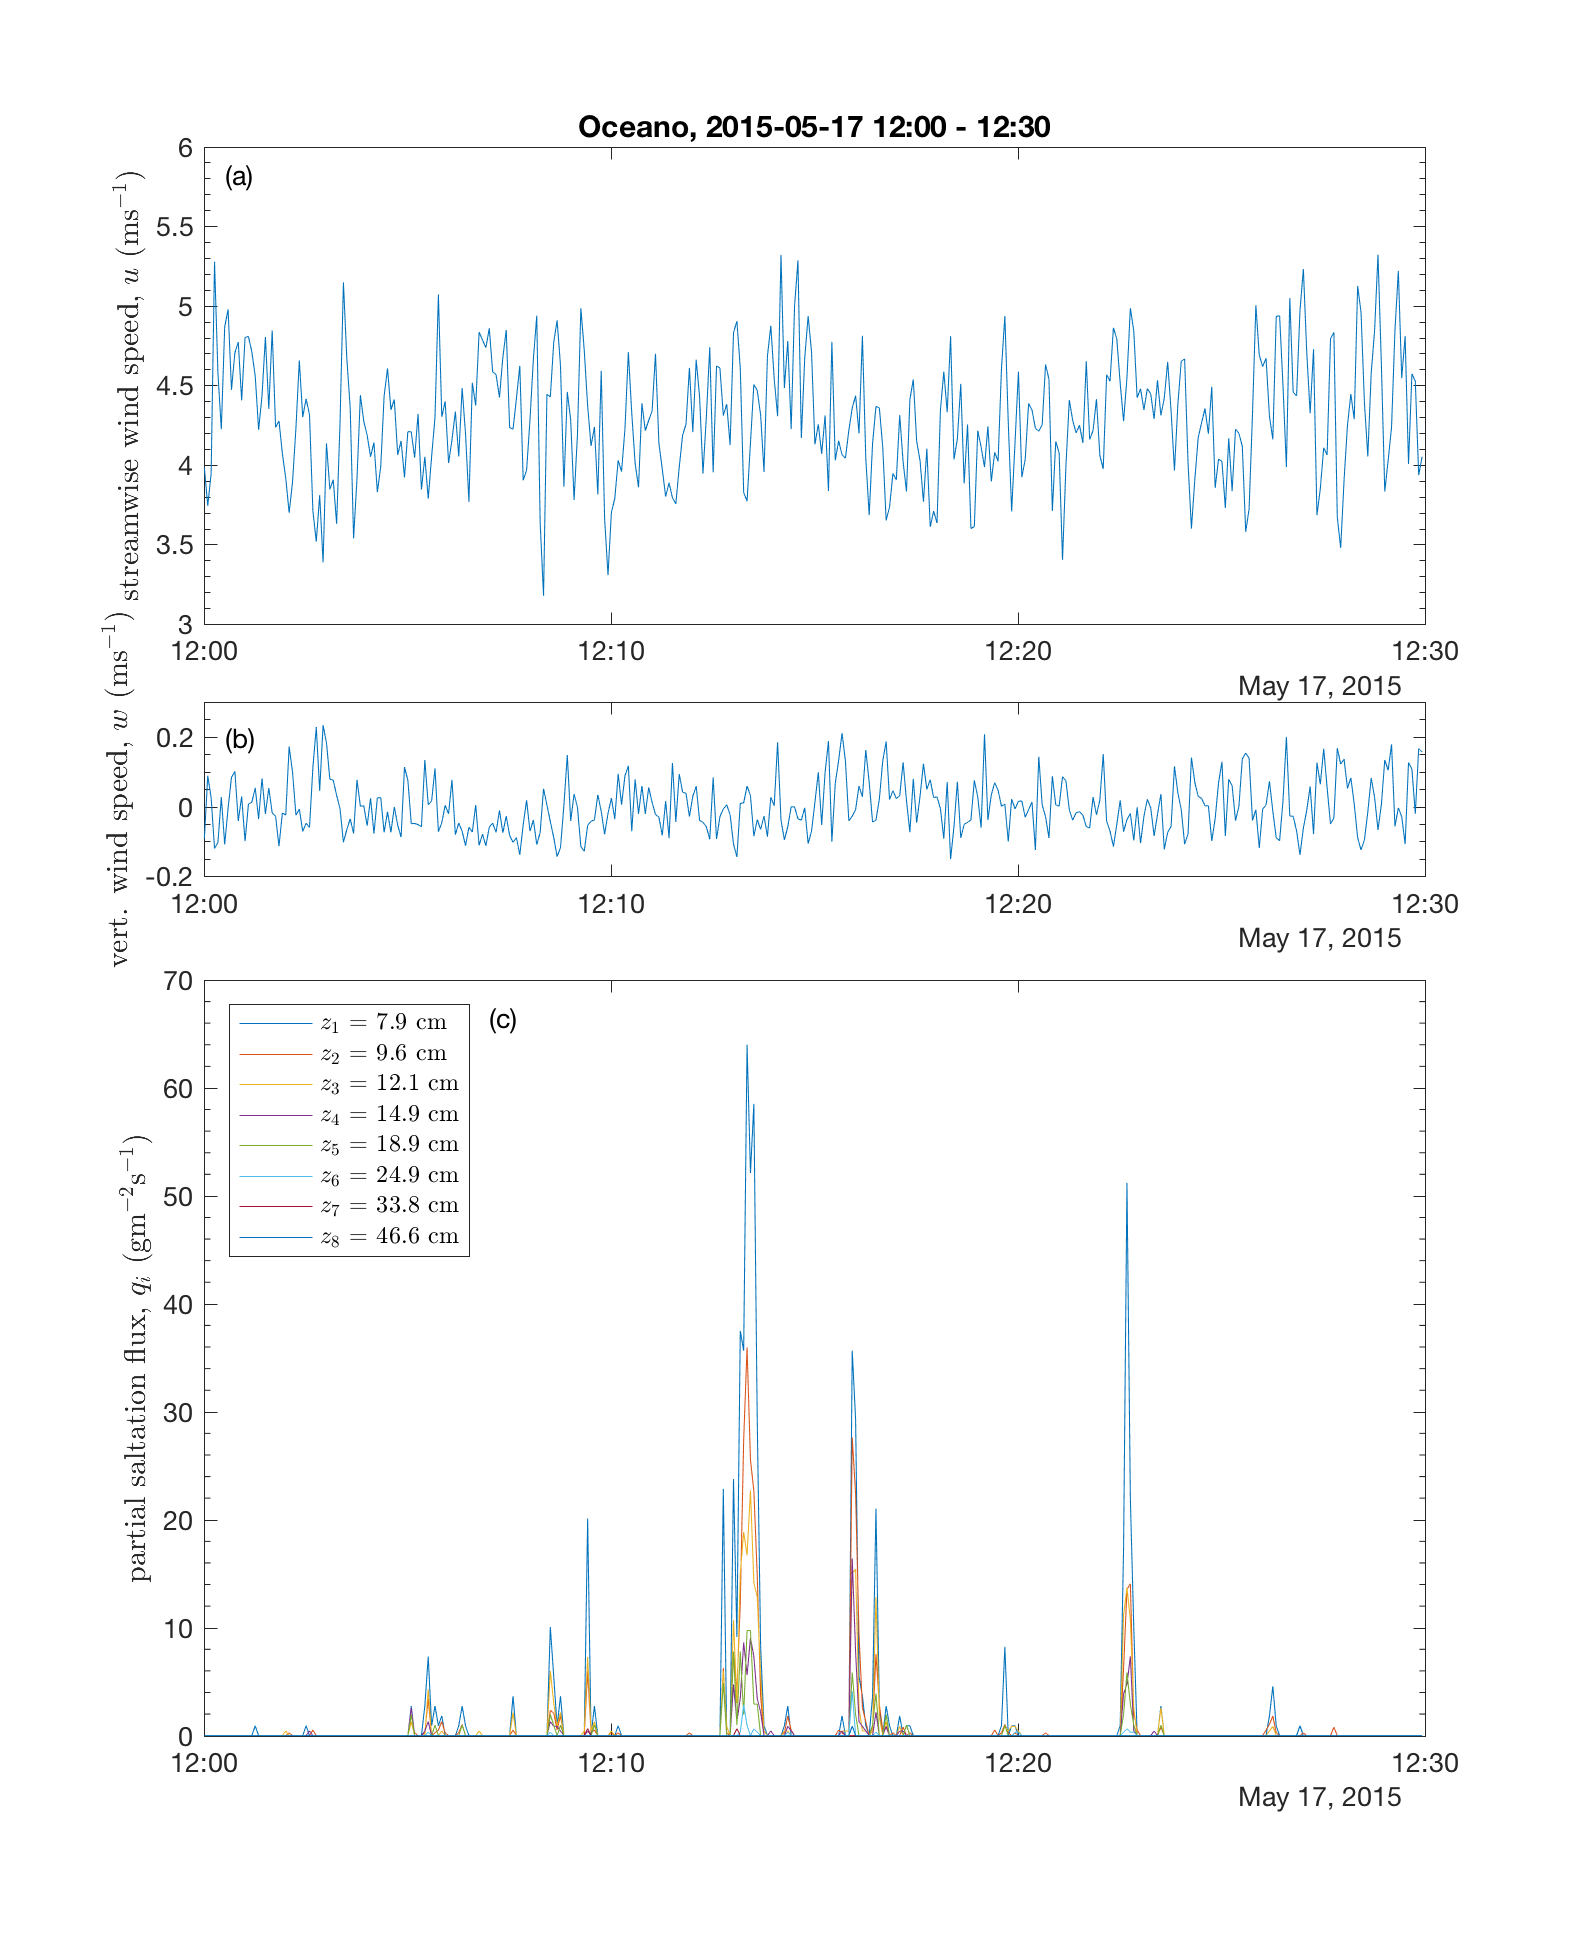 Oceano, 2015-05-17 12:00 - 12:30
(a)
streamwise wind speed, u (ms⁻¹)
6
5.5
5
4.5
4
3.5
3
12:00 12:10 12:20 12:30
May 17, 2015
(b)
vert. wind speed, w (ms⁻¹)
0.2
0
-0.2
12:00 12:10 12:20 12:30
May 17, 2015
(c)
partial saltation flux, qᵢ (gm⁻²s⁻¹)
70
60
50
40
30
20
10
0
z₁ = 7.9 cm
z₂ = 9.6 cm
z₃ = 12.1 cm
z₄ = 14.9 cm
z₅ = 18.9 cm
z₆ = 24.9 cm
z₇ = 33.8 cm
z₈ = 46.6 cm
12:00 12:10 12:20 12:30
May 17, 2015